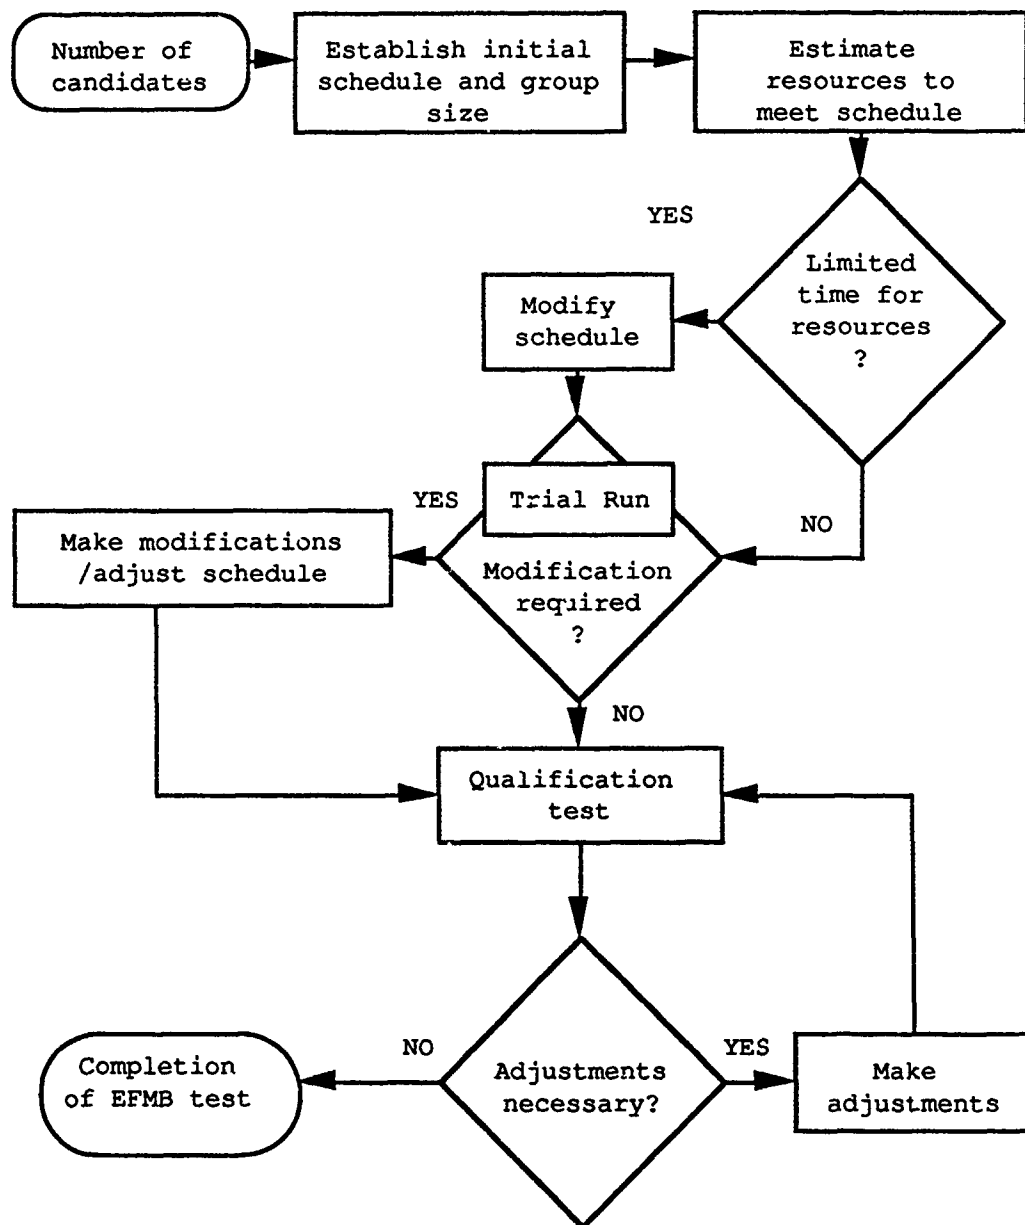 Number of
candidates
Establish initial
schedule and group
size
Estimate
resources to
meet schedule
YES
Limited
time for
resources
?
Modify
schedule
YES
Trial Run
NO
Make modifications
/adjust schedule
Modification
required
?
NO
Qualification
test
NO
YES
Completion
of EFMB test
Adjustments
necessary?
Make
adjustments